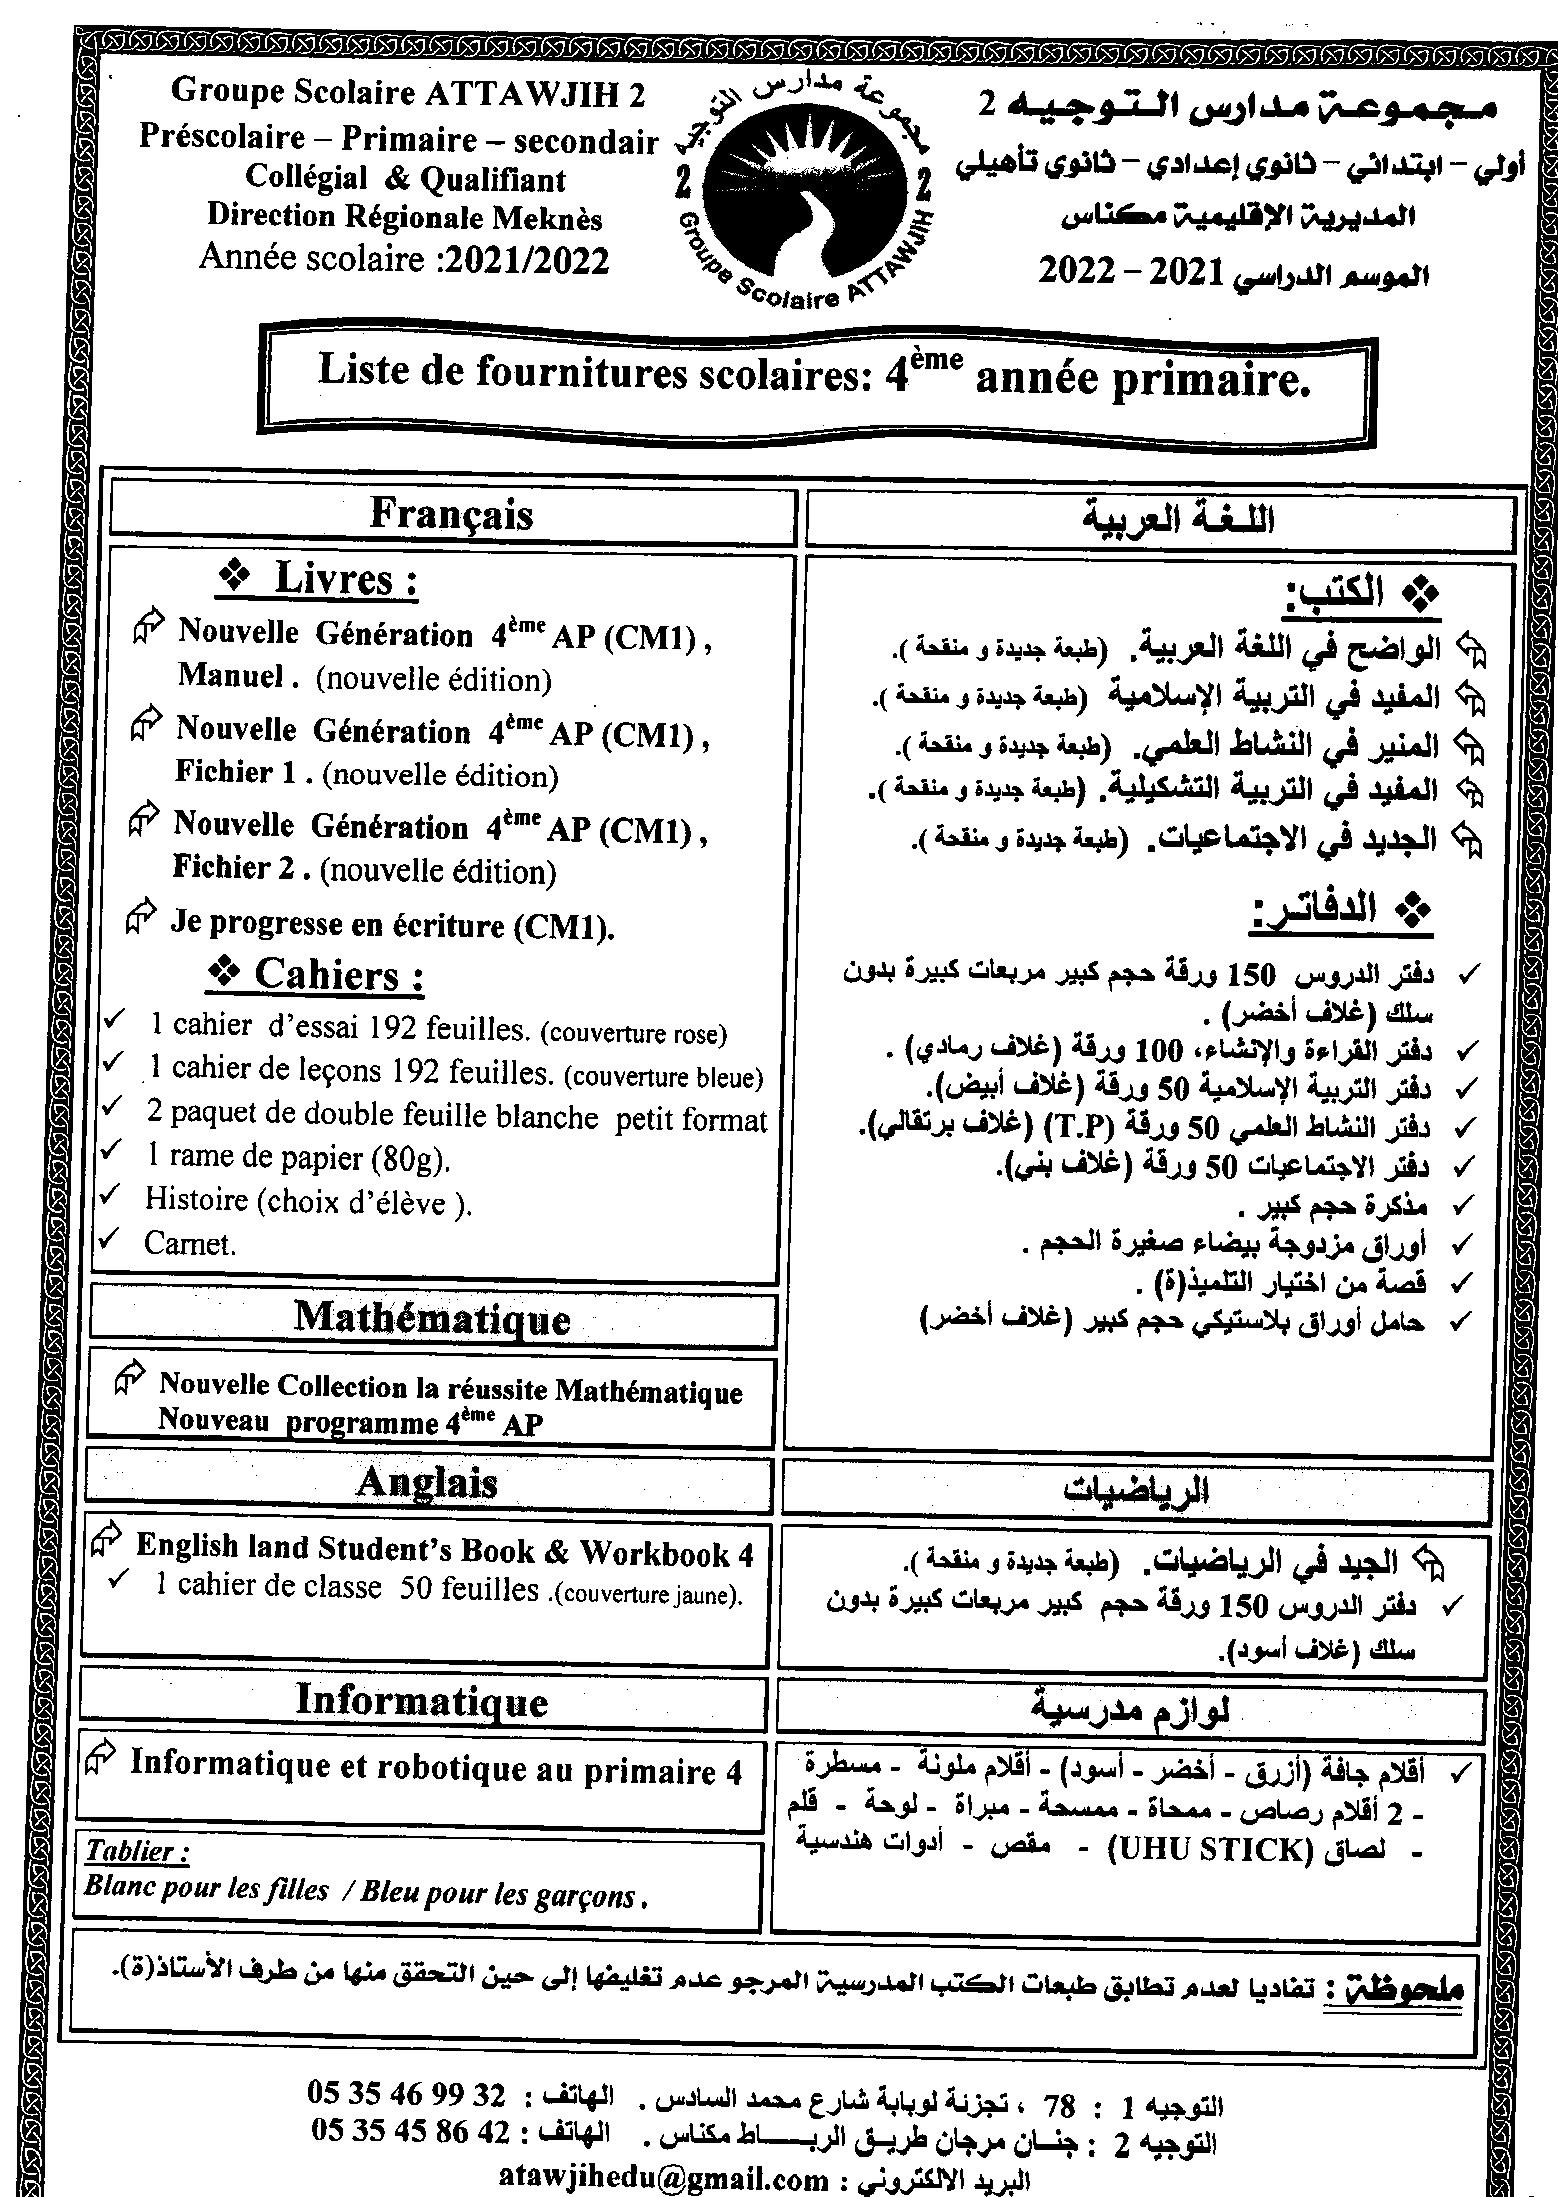 Groupe Scolaire ATTAWJIH 2
Préscolaire – Primaire – secondair
Collégial & Qualifiant
Direction Régionale Meknès
Année scolaire :2021/2022
مجموعة مدارس التوجيه
2 2
Groupe Scolaire ATTAWJIH
مجموعة مدارس التوجيه 2
أولي – ابتدائي – ثانوي إعدادي – ثانوي تأهيلي
المديرية الإقليمية مكناس
الموسم الدراسي 2021 – 2022
Liste de fournitures scolaires: 4ème année primaire.
Français
❖ Livres :
Nouvelle Génération 4ème AP (CM1) ,
Manuel . (nouvelle édition)
Nouvelle Génération 4ème AP (CM1) ,
Fichier 1 . (nouvelle édition)
Nouvelle Génération 4ème AP (CM1) ,
Fichier 2 . (nouvelle édition)
Je progresse en écriture (CM1).
❖ Cahiers :
✓ 1 cahier d’essai 192 feuilles. (couverture rose)
✓ 1 cahier de leçons 192 feuilles. (couverture bleue)
✓ 2 paquet de double feuille blanche petit format
✓ 1 rame de papier (80g).
✓ Histoire (choix d’élève ).
✓ Carnet.
Mathématique
Nouvelle Collection la réussite Mathématique
Nouveau programme 4ème AP
Anglais
English land Student’s Book & Workbook 4
✓ 1 cahier de classe 50 feuilles .(couverture jaune).
Informatique
Informatique et robotique au primaire 4
Tablier :
Blanc pour les filles / Bleu pour les garçons .
اللغة العربية
❖ الكتب:
الواضح في اللغة العربية. (طبعة جديدة و منقحة ).
المفيد في التربية الإسلامية (طبعة جديدة و منقحة ).
المنير في النشاط العلمي. (طبعة جديدة و منقحة ).
المفيد في التربية التشكيلية. (طبعة جديدة و منقحة ).
الجديد في الاجتماعيات. (طبعة جديدة و منقحة ).
❖ الدفاتر:
✓ دفتر الدروس 150 ورقة حجم كبير مربعات كبيرة بدون
سلك (غلاف أخضر) .
✓ دفتر القراءة والإنشاء، 100 ورقة (غلاف رمادي) .
✓ دفتر التربية الإسلامية 50 ورقة (غلاف أبيض).
✓ دفتر النشاط العلمي 50 ورقة (T.P) (غلاف برتقالي).
✓ دفتر الاجتماعيات 50 ورقة (غلاف بني).
✓ مذكرة حجم كبير .
✓ أوراق مزدوجة بيضاء صغيرة الحجم .
✓ قصة من اختيار التلميذ(ة) .
✓ حامل أوراق بلاستيكي حجم كبير (غلاف أخضر)
الرياضيات
الجيد في الرياضيات. (طبعة جديدة و منقحة ).
✓ دفتر الدروس 150 ورقة حجم كبير مربعات كبيرة بدون
سلك (غلاف أسود).
لوازم مدرسية
✓ أقلام جافة (أزرق - أخضر - أسود) - أقلام ملونة - مسطرة
- 2 أقلام رصاص - ممحاة - ممسحة - مبراة - لوحة - قلم
- لصاق (UHU STICK) - مقص - أدوات هندسية
ملحوظة : تفاديا لعدم تطابق طبعات الكتب المدرسية المرجو عدم تغليفها إلى حين التحقق منها من طرف الأستاذ(ة).
التوجيه 1 : 78 ، تجزئة لوبابة شارع محمد السادس . الهاتف : 05 35 46 99 32
التوجيه 2 : جنان مرجان طريق الرباط مكناس . الهاتف : 05 35 45 86 42
البريد الالكتروني : atawjihedu@gmail.com